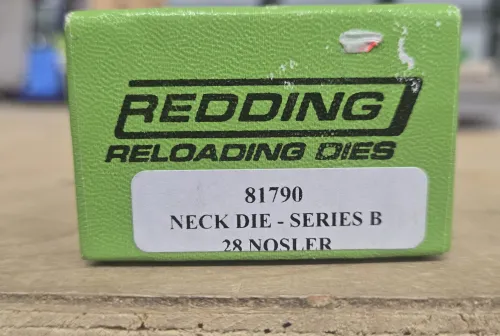 REDDING
RELOADING DIES
81790
NECK DIE - SERIES B
28 NOSLER